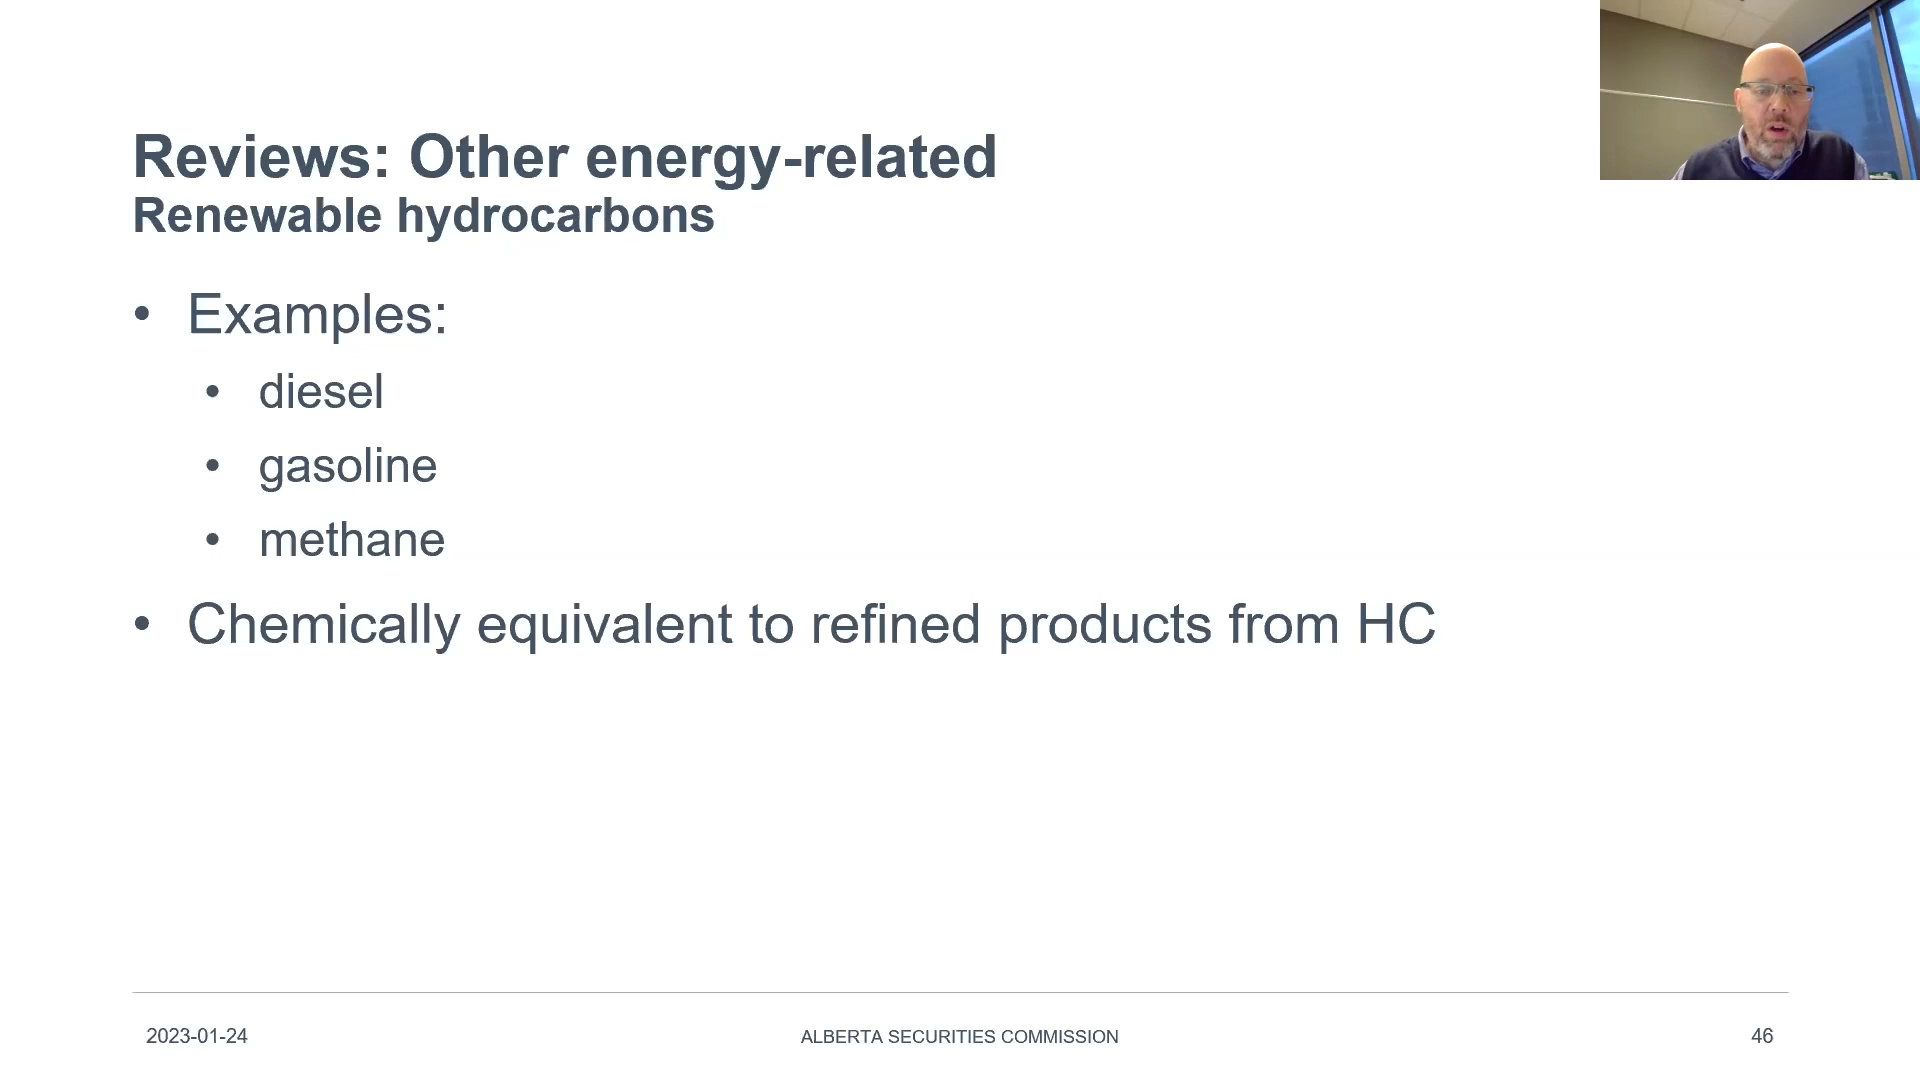 Reviews: Other energy-related
Renewable hydrocarbons
• Examples:
• diesel
• gasoline
• methane
• Chemically equivalent to refined products from HC
2023-01-24
ALBERTA SECURITIES COMMISSION
46